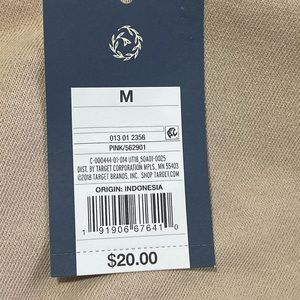 M
013 01 2356
PINK/562901
C-000444-01-014 UT18_50A01-0025
DIST. BY TARGET CORPORATION MPLS, MN 55403
©2018 TARGET BRANDS, INC. SHOP TARGET.COM
ORIGIN: INDONESIA
1 91906 67641 0
$20.00